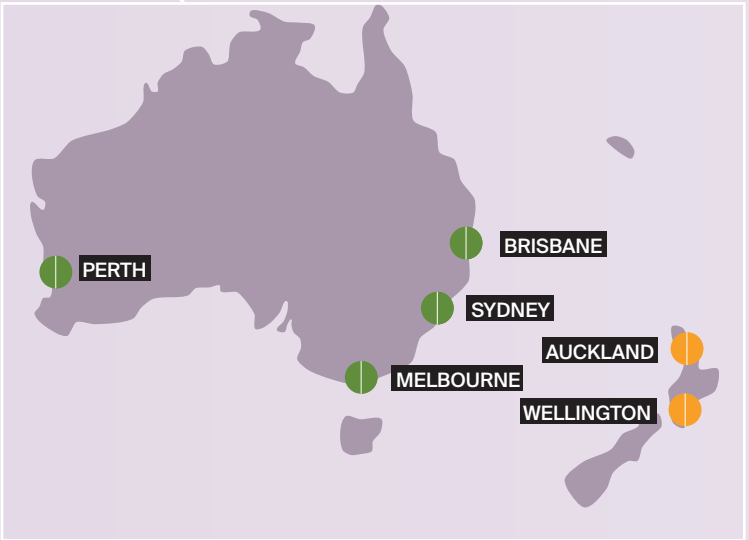 BRISBANE
PERTH
SYDNEY
AUCKLAND
MELBOURNE
WELLINGTON